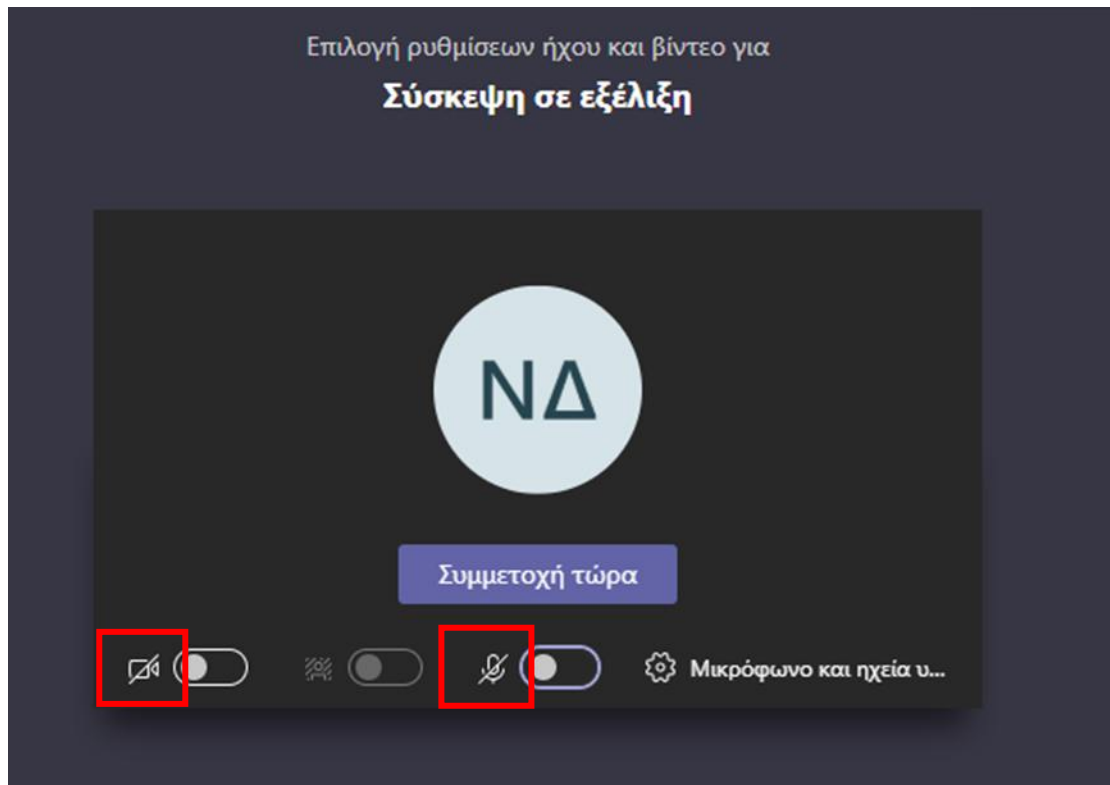 Επιλογή ρυθμίσεων ήχου και βίντεο για
Σύσκεψη σε εξέλιξη
ΝΔ
Συμμετοχή τώρα
Μικρόφωνο και ηχεία υ...